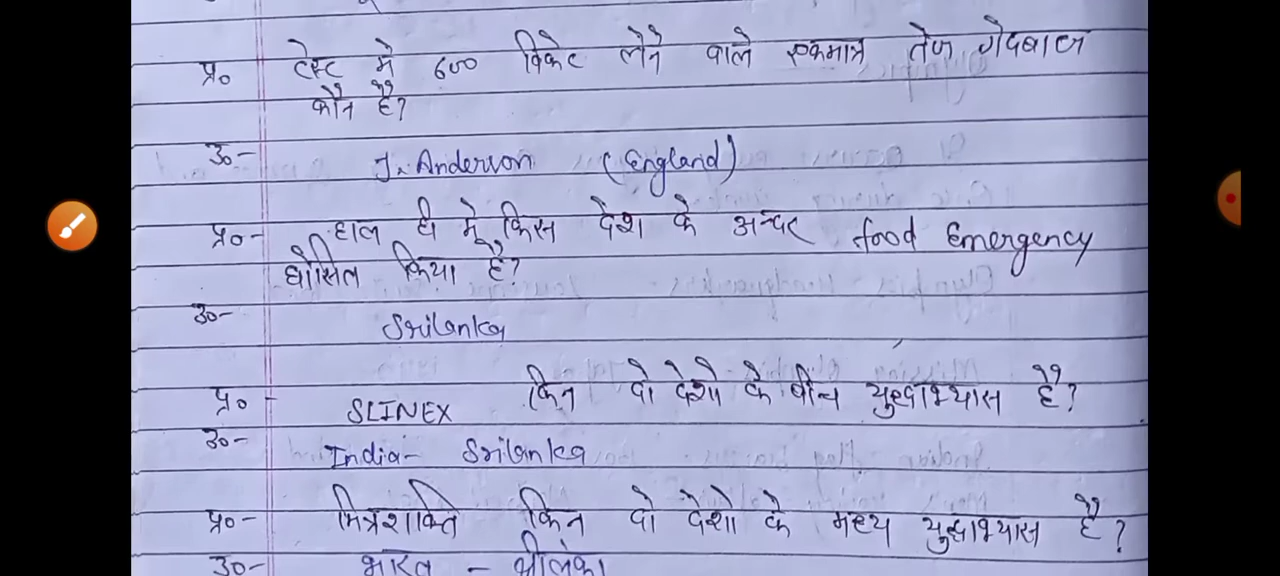 प्र० टेस्ट में ६०० विकेट लेने वाले एकमात्र तेज गेदबाज
कौन है?
उ०- J. Anderson (England)
प्र०- हाल ही में किस देश के अन्दर food Emergency
घोसित किया है?
उ०- Srilanka
प्र०- SLINEX किन दो देशो के बीच युद्धाभ्यास है?
उ०- India- Srilanka
प्र०- मित्रशक्ति किन दो देशो के मध्य युद्धाभ्यास है?
उ०- भारत - श्रीलंका